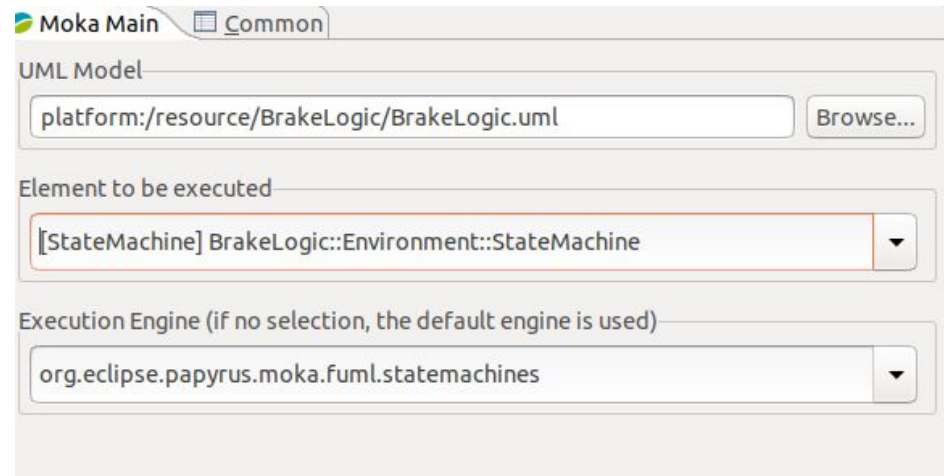 Moka Main Common
UML Model
platform:/resource/BrakeLogic/BrakeLogic.uml Browse...
Element to be executed
[StateMachine] BrakeLogic::Environment::StateMachine
Execution Engine (if no selection, the default engine is used)
org.eclipse.papyrus.moka.fuml.statemachines